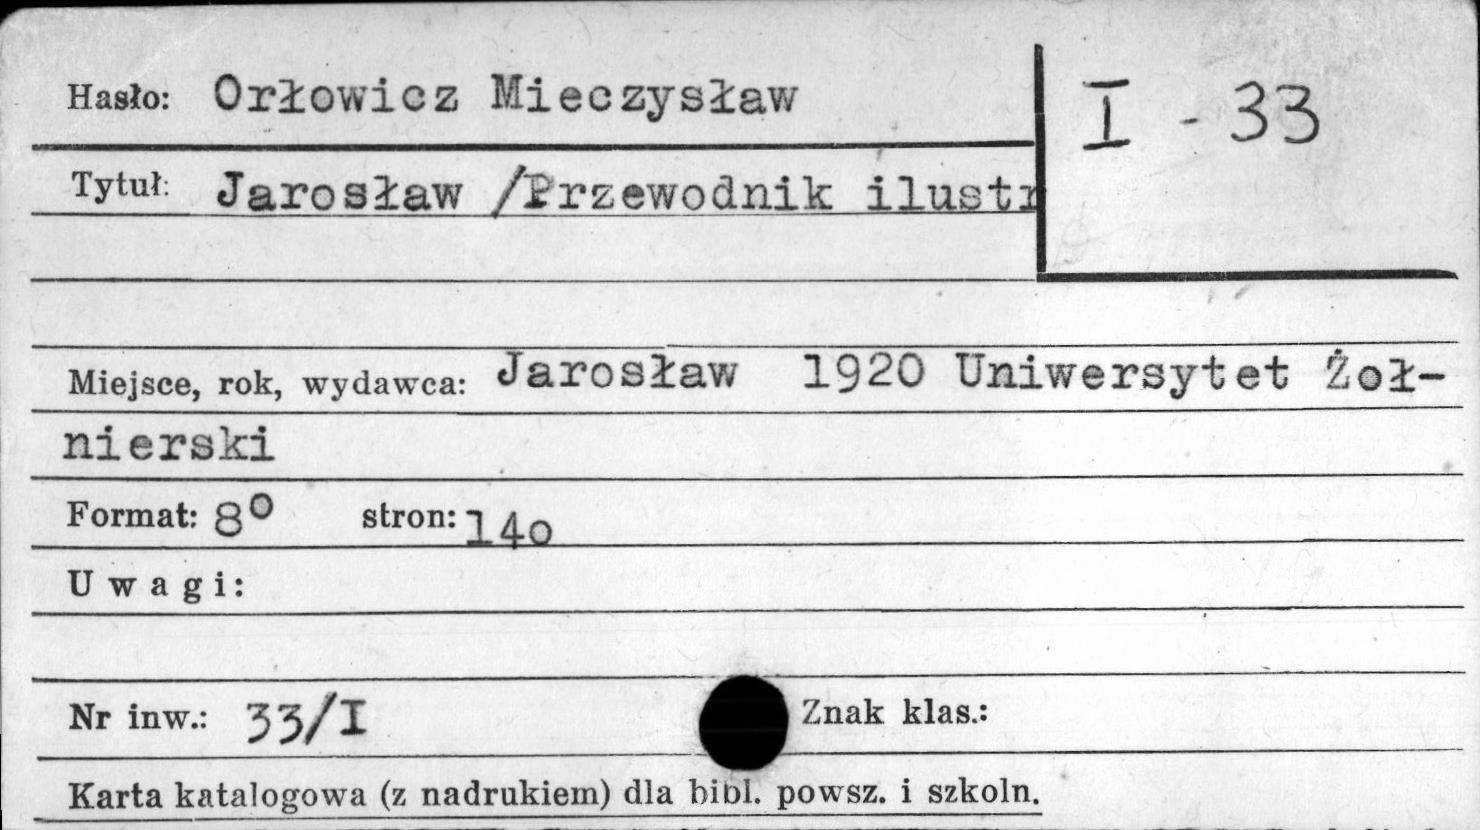 Hasło: Orłowicz Mieczysław
I - 33
Tytuł: Jarosław /Przewodnik ilustr
Miejsce, rok, wydawca: Jarosław 1920 Uniwersytet Żoł-
nierski
Format: 8° stron: 140
Uwagi:
Nr inw.: 33/I Znak klas.:
Karta katalogowa (z nadrukiem) dla bibl. powsz. i szkoln.